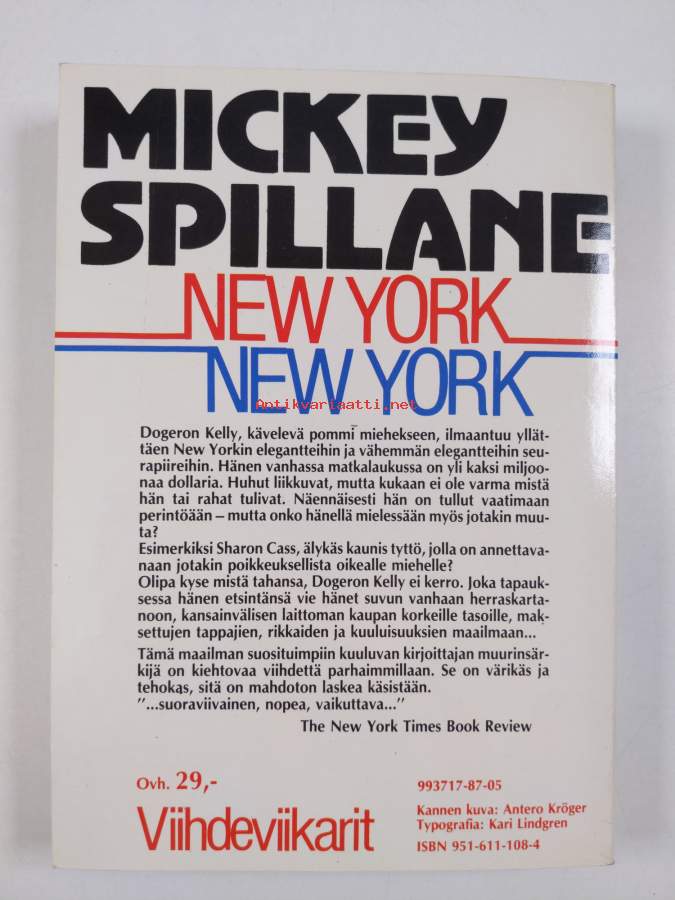 MICKEY
SPILLANE
NEW YORK
NEW YORK
Antikvariaatti.net
Dogeron Kelly, kävelevä pommi miehekseen, ilmaantuu yllät-
täen New Yorkin elegantteihin ja vähemmän elegantteihin seu-
rapiireihin. Hänen vanhassa matkalaukussa on yli kaksi miljoo-
naa dollaria. Huhut liikkuvat, mutta kukaan ei ole varma mistä
hän tai rahat tulivat. Näennäisesti hän on tullut vaatimaan
perintöään – mutta onko hänellä mielessään myös jotakin muu-
ta?
Esimerkiksi Sharon Cass, älykäs kaunis tyttö, jolla on annettava-
naan jotakin poikkeuksellista oikealle miehelle?
Olipa kyse mistä tahansa, Dogeron Kelly ei kerro. Joka tapauk-
sessa hänen etsintänsä vie hänet suvun vanhaan herraskarta-
noon, kansainvälisen laittoman kaupan korkeille tasoille, mak-
settujen tappajien, rikkaiden ja kuuluisuuksien maailmaan...
Tämä maailman suosituimpiin kuuluvan kirjoittajan muurinsär-
kijä on kiehtovaa viihdettä parhaimmillaan. Se on värikäs ja
tehokas, sitä on mahdoton laskea käsistään.
"...suoraviivainen, nopea, vaikuttava..."
The New York Times Book Review
Ovh. 29,-
993717-87-05
Viihdeviikarit
Kannen kuva: Antero Kröger
Typografia: Kari Lindgren
ISBN 951-611-108-4